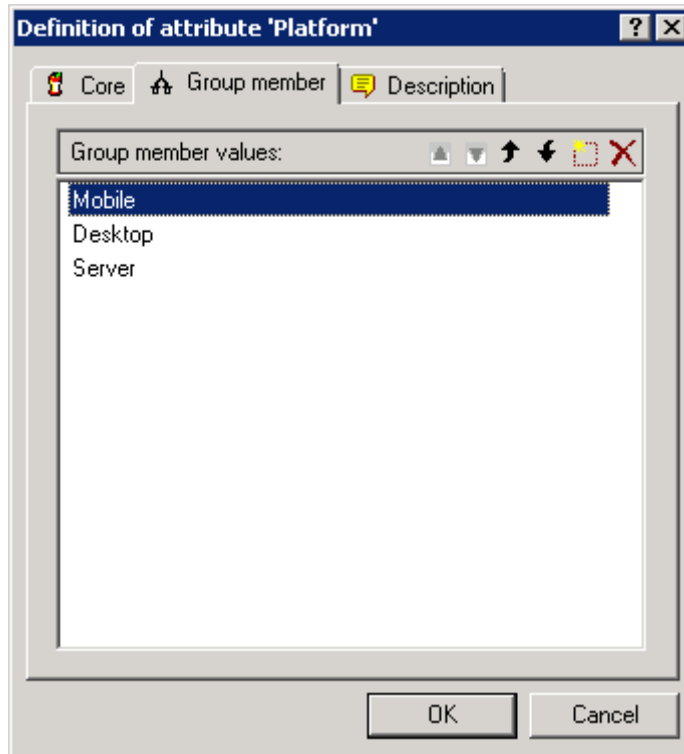 Definition of attribute 'Platform'
Core Group member Description
Group member values:
Mobile
Desktop
Server
OK Cancel